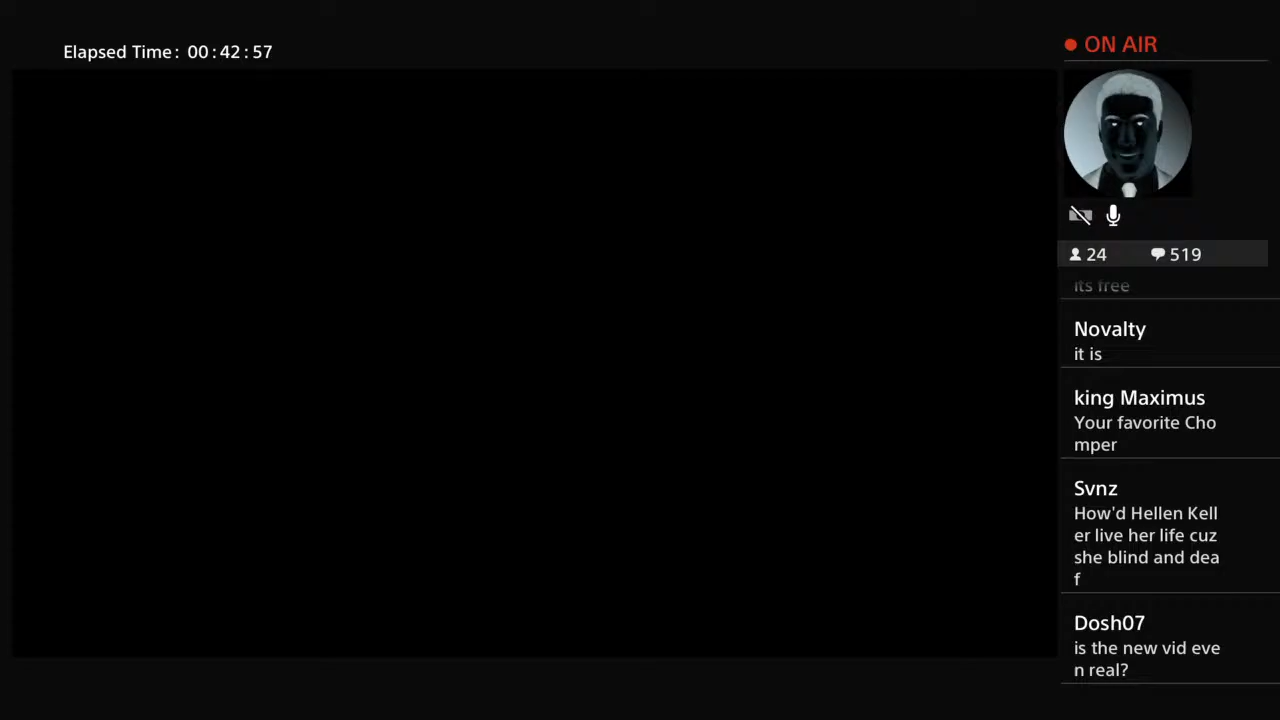 Elapsed Time: 00:42:57
ON AIR
24 519
its free
Novalty
it is
king Maximus
Your favorite Cho
mper
Svnz
How'd Hellen Kell
er live her life cuz
she blind and dea
f
Dosh07
is the new vid eve
n real?